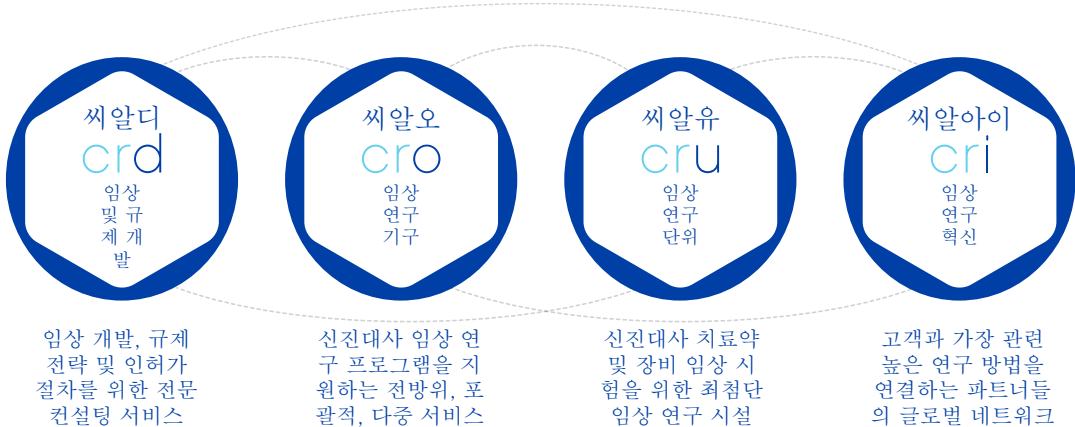 씨알디
crd
임상
및 규
제 개
발
씨알오
cro
임상
연구
기구
씨알유
cru
임상
연구
단위
씨알아이
cri
임상
연구
혁신
임상 개발, 규제
전략 및 인허가
절차를 위한 전문
컨설팅 서비스
신진대사 임상 연
구 프로그램을 지
원하는 전방위, 포
괄적, 다중 서비스
신진대사 치료약
및 장비 임상 시
험을 위한 최첨단
임상 연구 시설
고객과 가장 관련
높은 연구 방법을
연결하는 파트너들
의 글로벌 네트워크